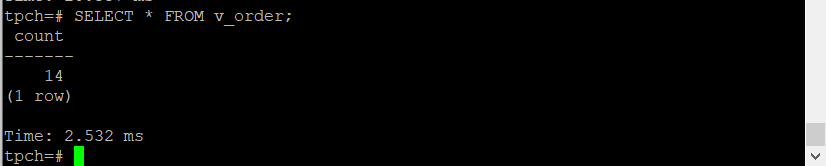 tpch=# SELECT * FROM v_order;
 count
-------
    14
(1 row)

Time: 2.532 ms
tpch=#